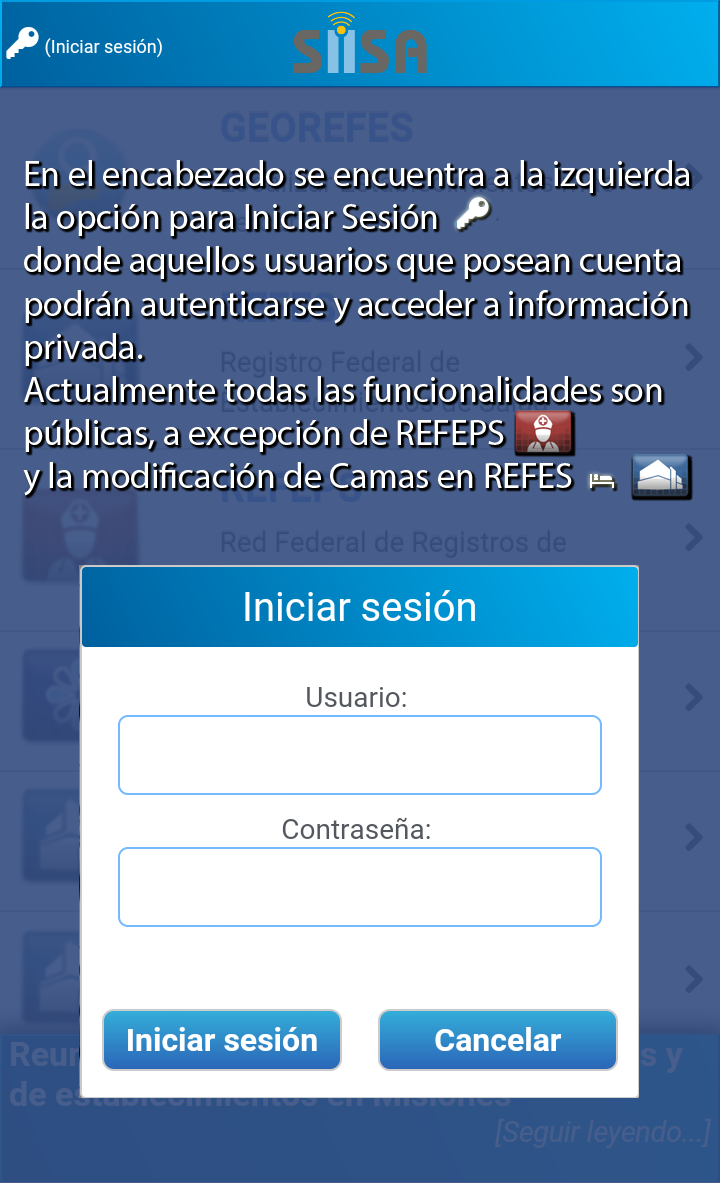 (Iniciar sesión)
SIISA
GEOREFES
En el encabezado se encuentra a la izquierda
la opción para Iniciar Sesión
donde aquellos usuarios que posean cuenta
podrán autenticarse y acceder a información
privada.
Registro Federal de
Actualmente todas las funcionalidades son
Establecimientos de Salud
públicas, a excepción de REFEPS
y la modificación de Camas en REFES
REFEPS
Red Federal de Registros de
Iniciar sesión
Usuario:
Contraseña:
Iniciar sesión
Cancelar
s y
de establecimientos en Misiones
[Seguir leyendo...]